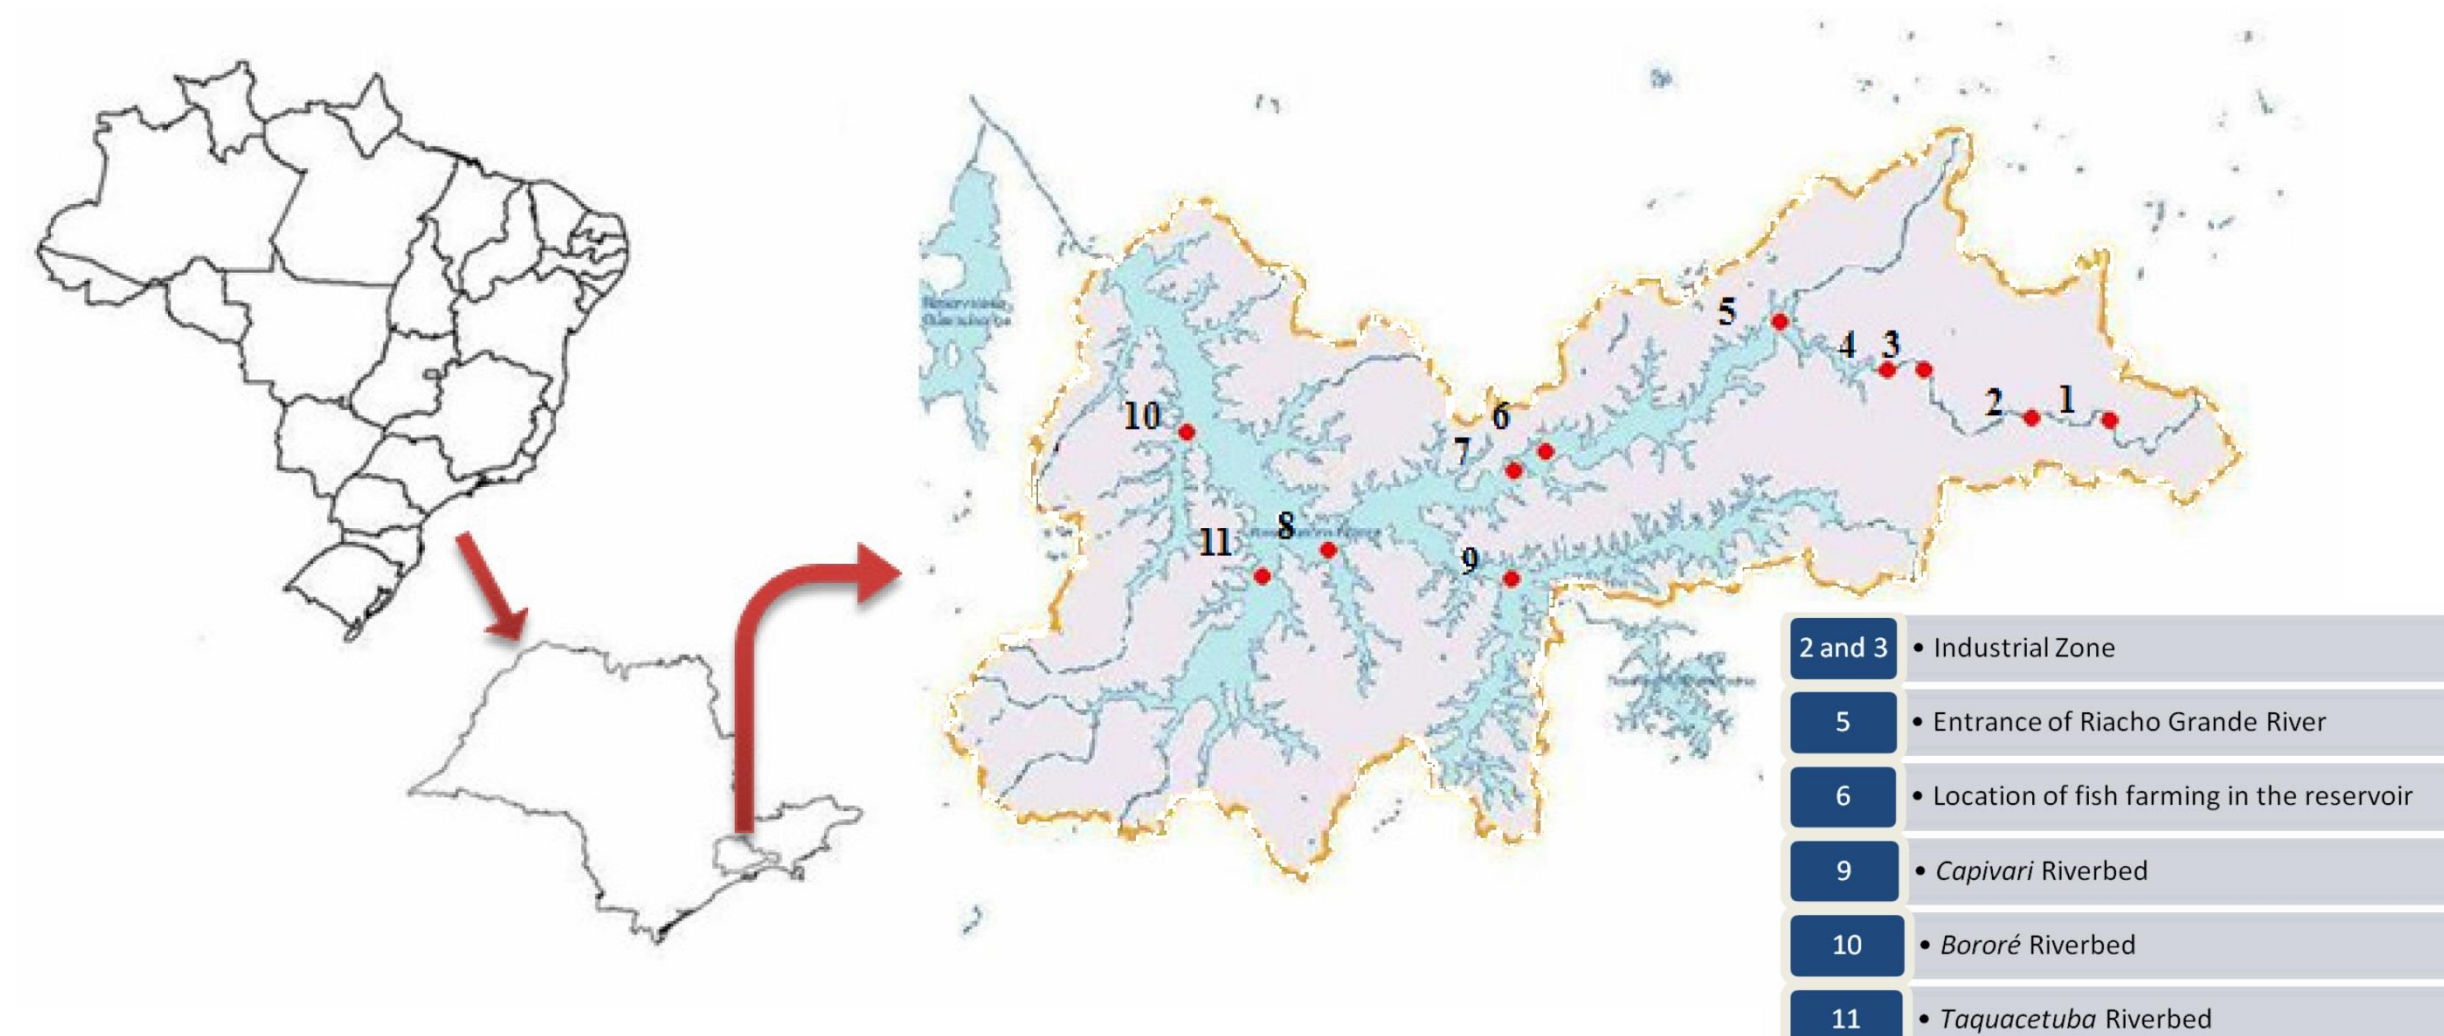 5
4 3
2 1
10
6
7
11 8
9
2 and 3 • Industrial Zone
5 • Entrance of Riacho Grande River
6 • Location of fish farming in the reservoir
9 • Capivari Riverbed
10 • Bororé Riverbed
11 • Taquacetuba Riverbed